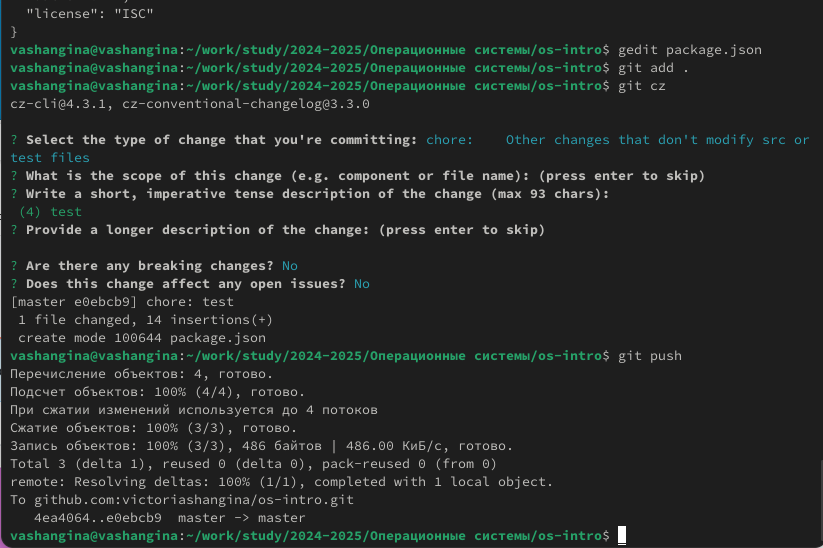 "license": "ISC"
}
vashangina@vashangina:~/work/study/2024-2025/Операционные системы/os-intro$ gedit package.json
vashangina@vashangina:~/work/study/2024-2025/Операционные системы/os-intro$ git add .
vashangina@vashangina:~/work/study/2024-2025/Операционные системы/os-intro$ git cz
cz-cli@4.3.1, cz-conventional-changelog@3.3.0

? Select the type of change that you're committing: chore:    Other changes that don't modify src or
test files
? What is the scope of this change (e.g. component or file name): (press enter to skip)
? Write a short, imperative tense description of the change (max 93 chars):
 (4) test
? Provide a longer description of the change: (press enter to skip)

? Are there any breaking changes? No
? Does this change affect any open issues? No
[master e0ebcb9] chore: test
 1 file changed, 14 insertions(+)
 create mode 100644 package.json
vashangina@vashangina:~/work/study/2024-2025/Операционные системы/os-intro$ git push
Перечисление объектов: 4, готово.
Подсчет объектов: 100% (4/4), готово.
При сжатии изменений используется до 4 потоков
Сжатие объектов: 100% (3/3), готово.
Запись объектов: 100% (3/3), 486 байтов | 486.00 КиБ/с, готово.
Total 3 (delta 1), reused 0 (delta 0), pack-reused 0 (from 0)
remote: Resolving deltas: 100% (1/1), completed with 1 local object.
To github.com:victoriashangina/os-intro.git
   4ea4064..e0ebcb9  master -> master
vashangina@vashangina:~/work/study/2024-2025/Операционные системы/os-intro$